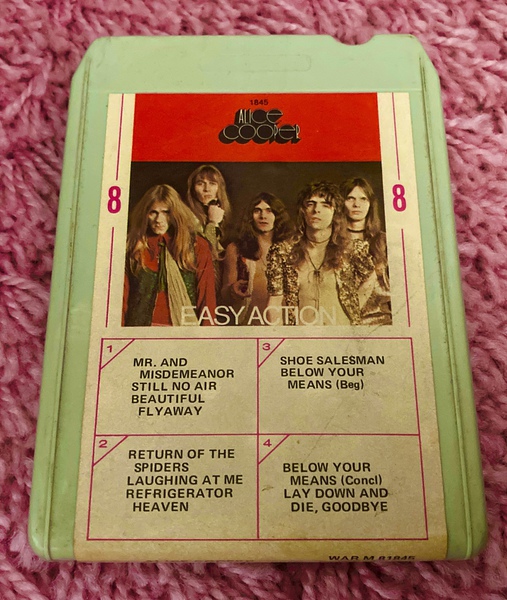 1845
ALICE
COOPER
8
8
EASY ACTION
1
MR. AND
MISDEMEANOR
STILL NO AIR
BEAUTIFUL
FLYAWAY
2
RETURN OF THE
SPIDERS
LAUGHING AT ME
REFRIGERATOR
HEAVEN
3
SHOE SALESMAN
BELOW YOUR
MEANS (Beg)
4
BELOW YOUR
MEANS (Concl)
LAY DOWN AND
DIE, GOODBYE
WAR M 81845